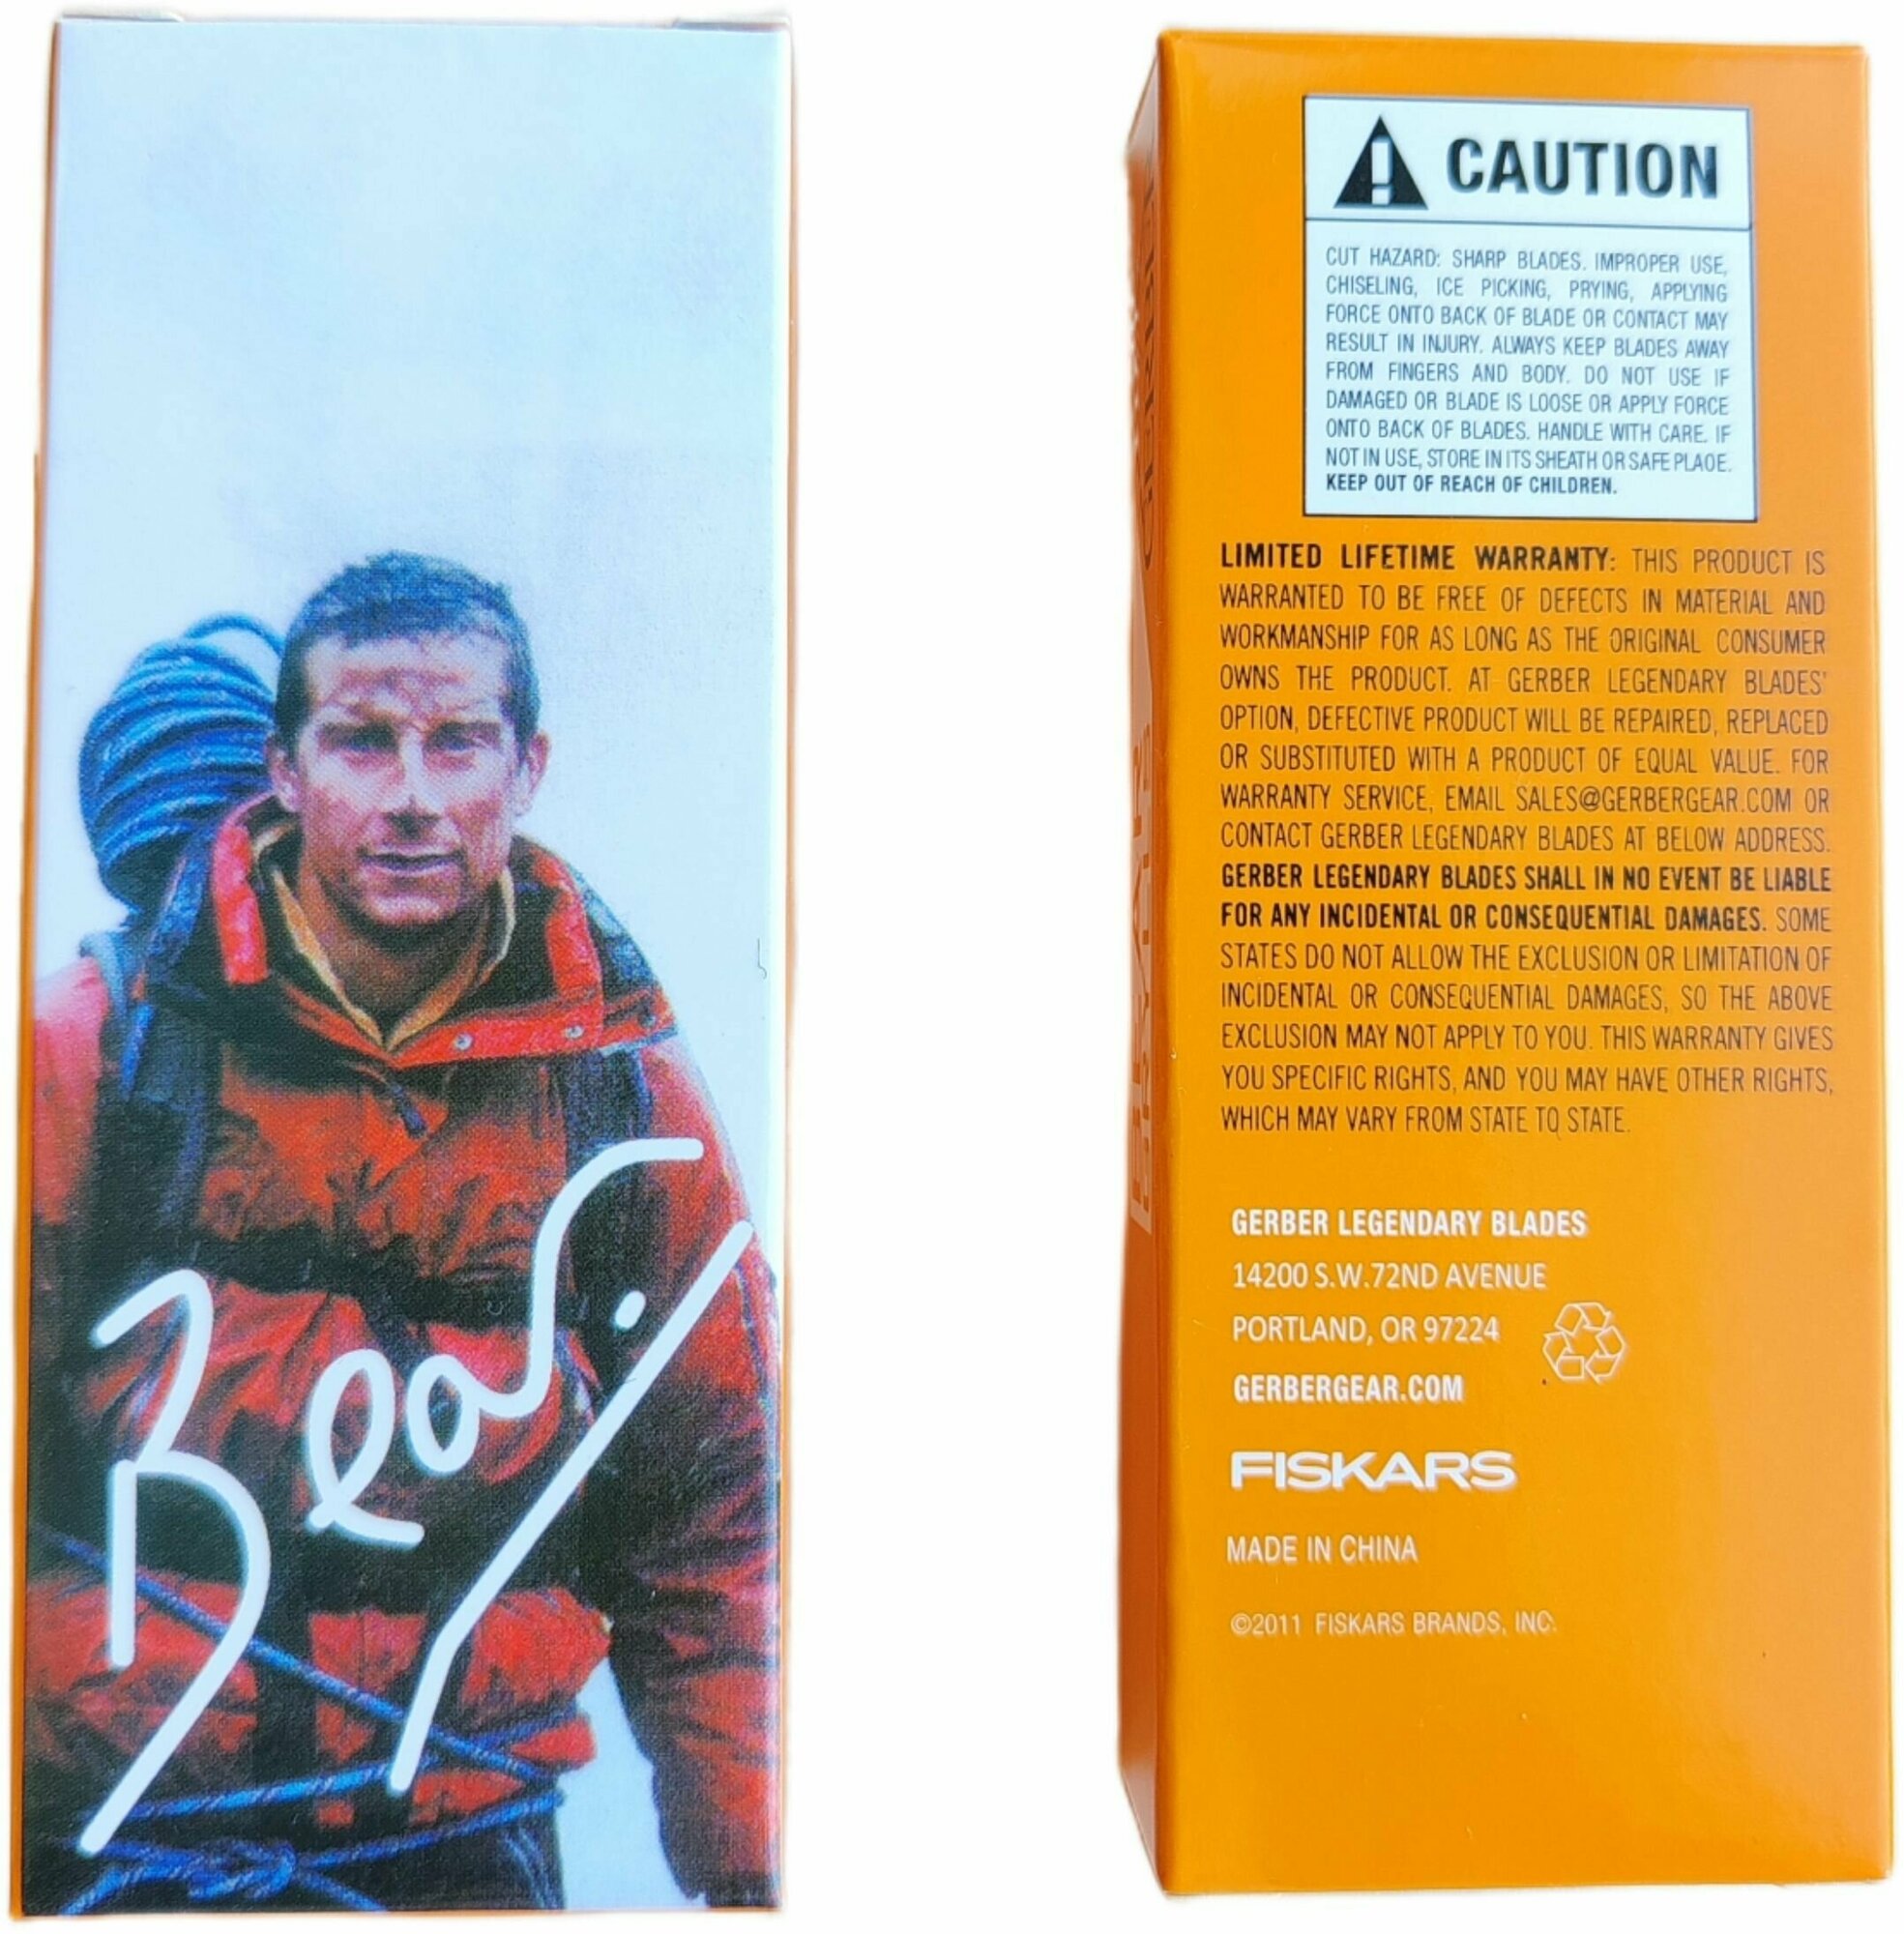 Bear.
CAUTION
CUT HAZARD: SHARP BLADES. IMPROPER USE,
CHISELING, ICE PICKING, PRYING, APPLYING
FORCE ONTO BACK OF BLADE OR CONTACT MAY
RESULT IN INJURY. ALWAYS KEEP BLADES AWAY
FROM FINGERS AND BODY. DO NOT USE IF
DAMAGED OR BLADE IS LOOSE OR APPLY FORCE
ONTO BACK OF BLADES. HANDLE WITH CARE. IF
NOT IN USE, STORE IN ITS SHEATH OR SAFE PLAOE.
KEEP OUT OF REACH OF CHILDREN.
LIMITED LIFETIME WARRANTY: THIS PRODUCT IS
WARRANTED TO BE FREE OF DEFECTS IN MATERIAL AND
WORKMANSHIP FOR AS LONG AS THE ORIGINAL CONSUMER
OWNS THE PRODUCT. AT GERBER LEGENDARY BLADES'
OPTION, DEFECTIVE PRODUCT WILL BE REPAIRED, REPLACED
OR SUBSTITUTED WITH A PRODUCT OF EQUAL VALUE. FOR
WARRANTY SERVICE, EMAIL SALES@GERBERGEAR.COM OR
CONTACT GERBER LEGENDARY BLADES AT BELOW ADDRESS.
GERBER LEGENDARY BLADES SHALL IN NO EVENT BE LIABLE
FOR ANY INCIDENTAL OR CONSEQUENTIAL DAMAGES. SOME
STATES DO NOT ALLOW THE EXCLUSION OR LIMITATION OF
INCIDENTAL OR CONSEQUENTIAL DAMAGES, SO THE ABOVE
EXCLUSION MAY NOT APPLY TO YOU. THIS WARRANTY GIVES
YOU SPECIFIC RIGHTS, AND YOU MAY HAVE OTHER RIGHTS,
WHICH MAY VARY FROM STATE TO STATE.
GERBER LEGENDARY BLADES
14200 S.W.72ND AVENUE
PORTLAND, OR 97224
GERBERGEAR.COM
FISKARS
MADE IN CHINA
©2011 FISKARS BRANDS, INC.